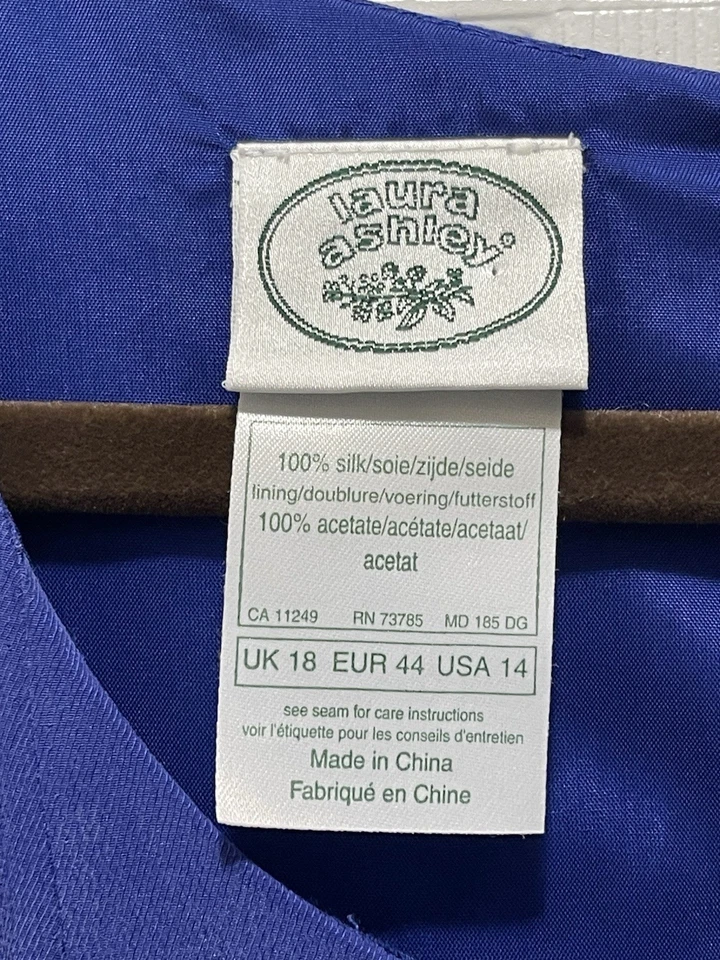 laura
ashley®
100% silk/soie/zijde/seide
lining/doublure/voering/futterstoff
100% acetate/acétate/acetaat/
acetat
CA 11249 RN 73785 MD 185 DG
UK 18 EUR 44 USA 14
see seam for care instructions
voir l'étiquette pour les conseils d'entretien
Made in China
Fabriqué en Chine